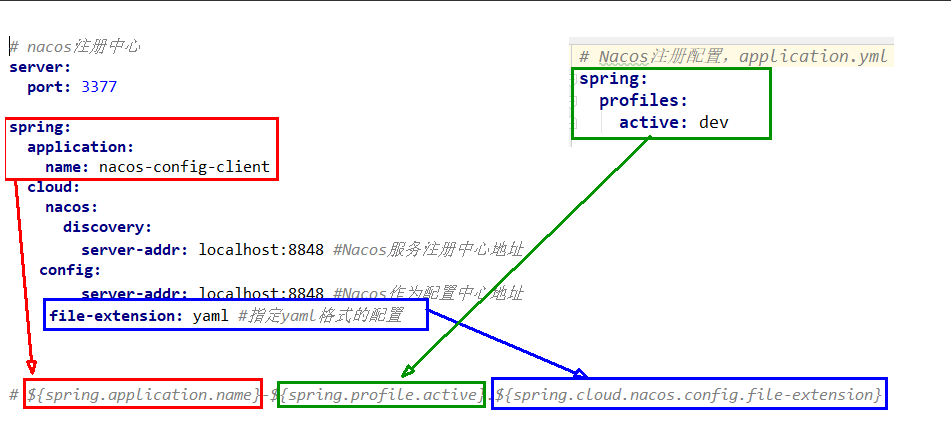 # nacos注册中心
server:
port: 3377
spring:
application:
name: nacos-config-client
cloud:
nacos:
discovery:
server-addr: localhost:8848 #Nacos服务注册中心地址
config:
server-addr: localhost:8848 #Nacos作为配置中心地址
file-extension: yaml #指定yaml格式的配置
# Nacos注册配置，application.yml
spring:
profiles:
active: dev
# ${spring.application.name}-${spring.profile.active}.${spring.cloud.nacos.config.file-extension}